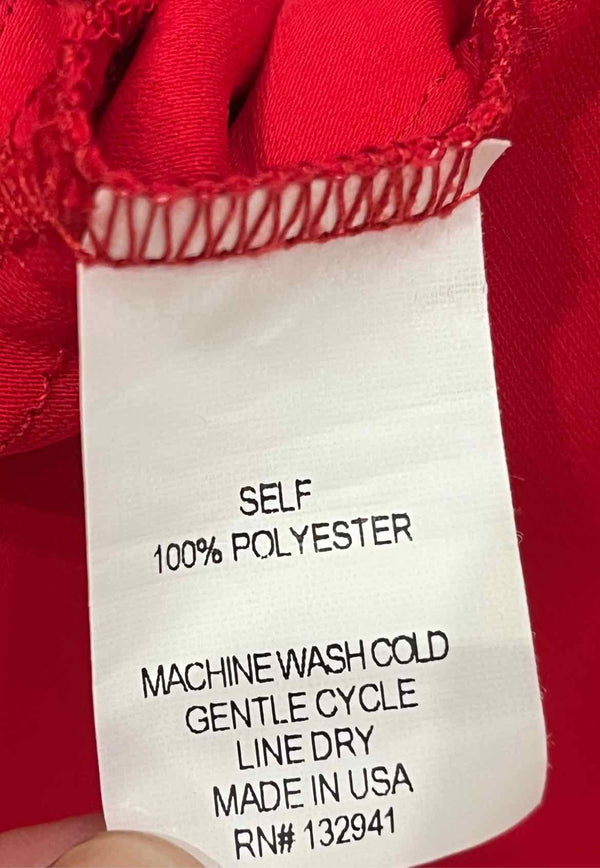 SELF
100% POLYESTER
MACHINE WASH COLD
GENTLE CYCLE
LINE DRY
MADE IN USA
RN# 132941